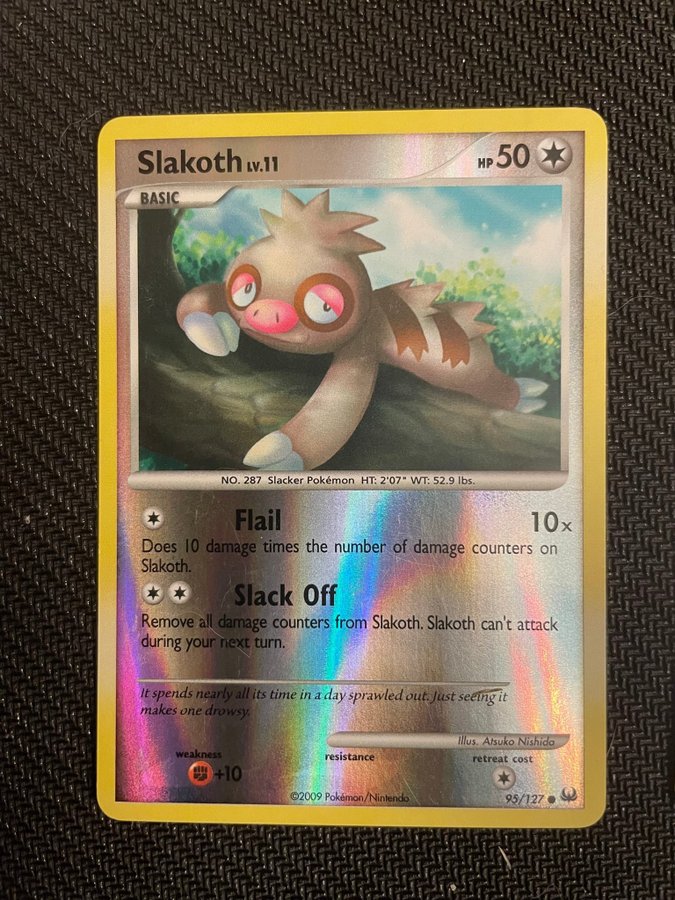 Slakoth LV.11
HP 50
BASIC
NO. 287 Slacker Pokémon HT: 2'07" WT: 52.9 lbs.
Flail 10x
Does 10 damage times the number of damage counters on
Slakoth.
Slack Off
Remove all damage counters from Slakoth. Slakoth can't attack
during your next turn.
It spends nearly all its time in a day sprawled out. Just seeing it
makes one drowsy.
Illus. Atsuko Nishida
weakness resistance retreat cost
+10
©2009 Pokémon/Nintendo
95/127